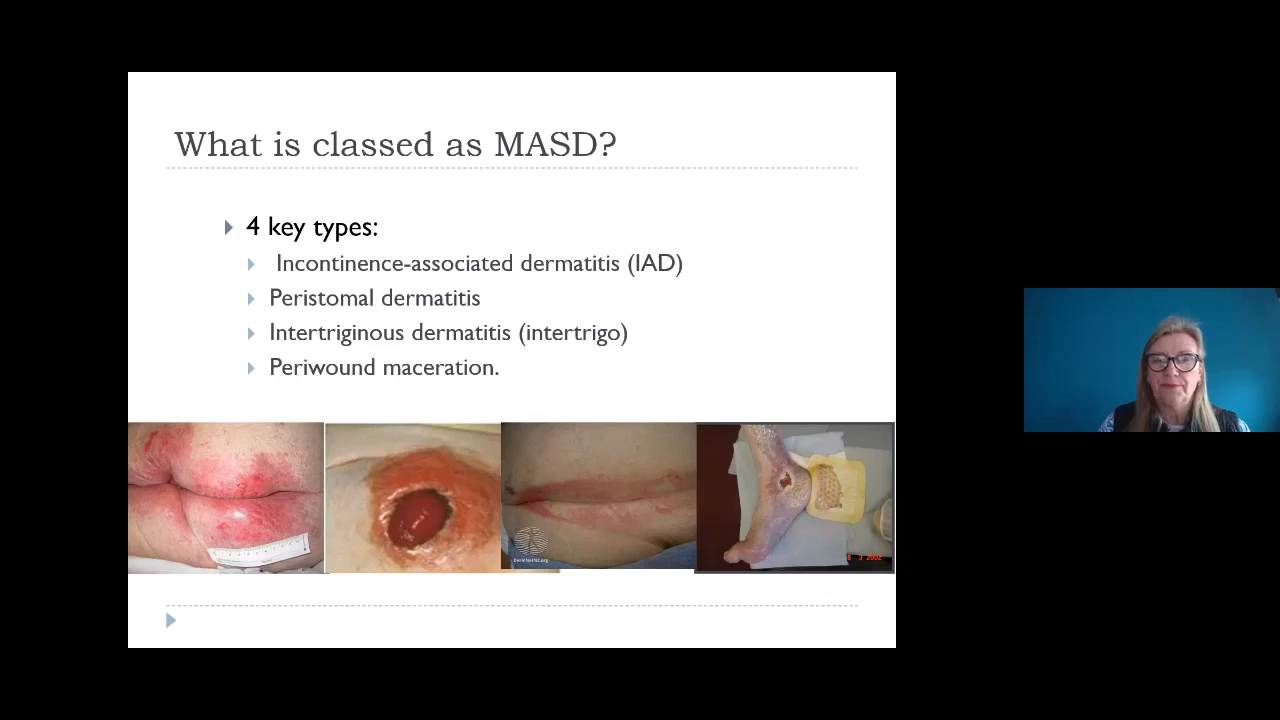 What is classed as MASD?
4 key types:
Incontinence-associated dermatitis (IAD)
Peristomal dermatitis
Intertriginous dermatitis (intertrigo)
Periwound maceration.